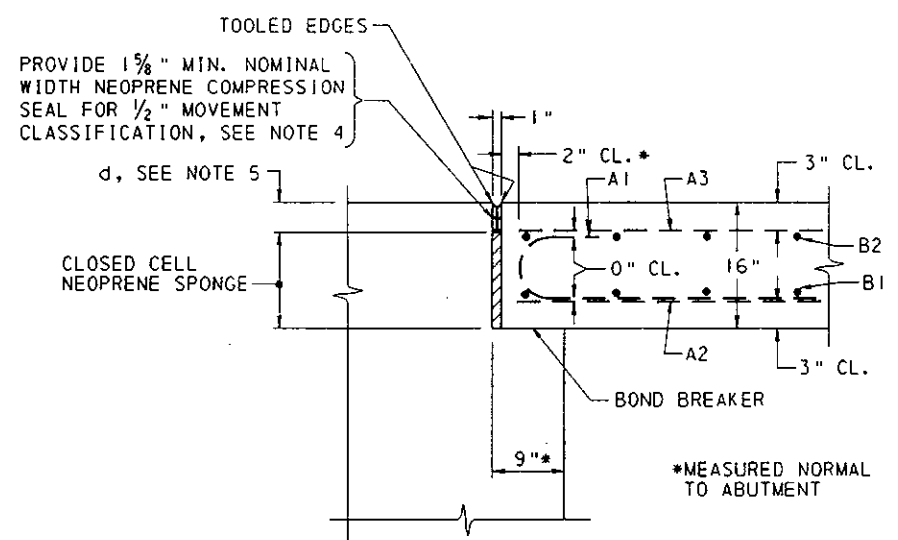 TOOLED EDGES
PROVIDE 1 5/8" MIN. NOMINAL
WIDTH NEOPRENE COMPRESSION
SEAL FOR 1/2" MOVEMENT
CLASSIFICATION, SEE NOTE 4
1"
2" CL.*
d, SEE NOTE 5
A1
A3
3" CL.
B2
CLOSED CELL
NEOPRENE SPONGE
0" CL.
16"
B1
A2
3" CL.
BOND BREAKER
9"*
*MEASURED NORMAL
TO ABUTMENT